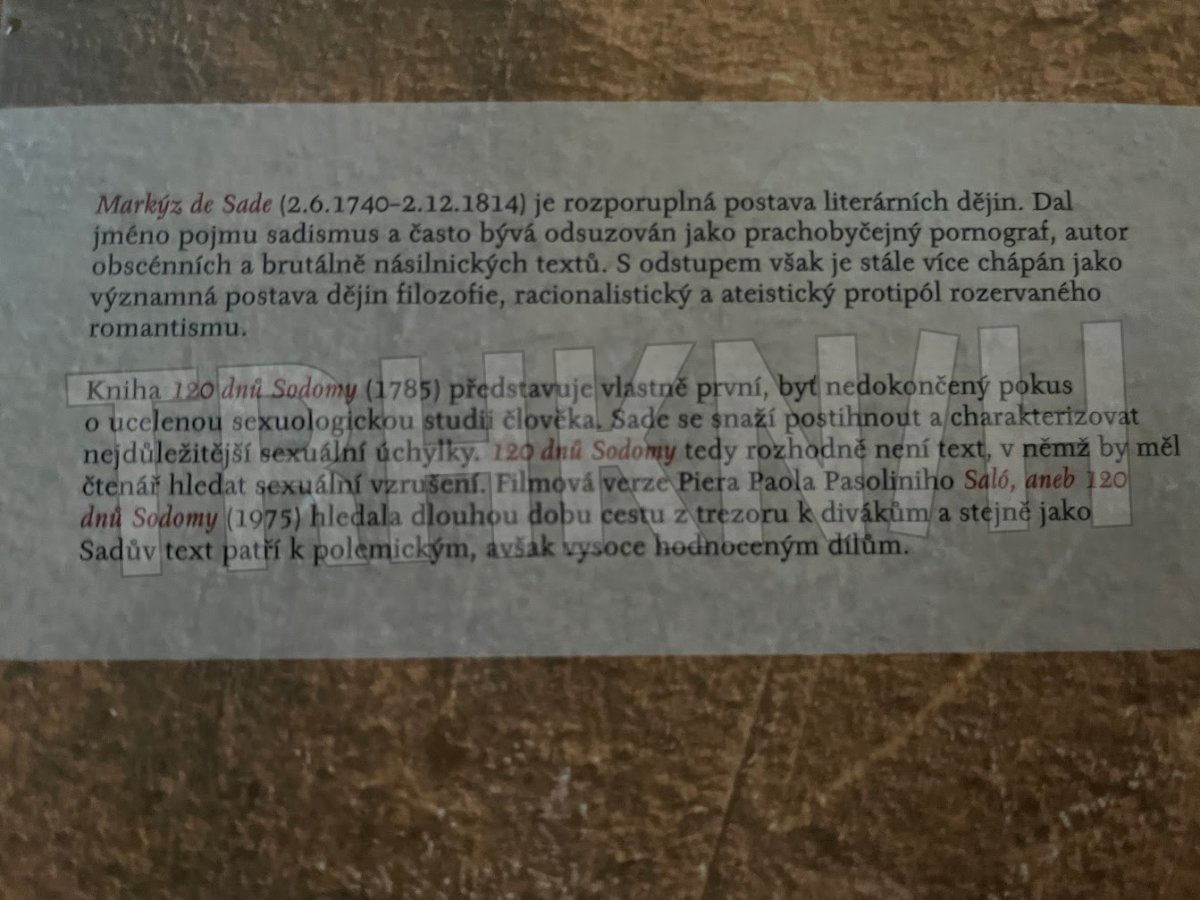 Markýz de Sade (2.6.1740–2.12.1814) je rozporuplná postava literárních dějin. Dal
jméno pojmu sadismus a často bývá odsuzován jako prachobyčejný pornograf, autor
obscénních a brutálně násilnických textů. S odstupem však je stále více chápán jako
významná postava dějin filozofie, racionalistický a ateistický protipól rozervaného
romantismu.
Kniha 120 dnů Sodomy (1785) představuje vlastně první, byť nedokončený pokus
o ucelenou sexuologickou studii člověka. Sade se snaží postihnout a charakterizovat
nejdůležitější sexuální úchylky. 120 dnů Sodomy tedy rozhodně není text, v němž by měl
čtenář hledat sexuální vzrušení. Filmová verze Piera Paola Pasoliniho Saló, aneb 120
dnů Sodomy (1975) hledala dlouhou dobu cestu z trezoru k divákům a stejně jako
Sadův text patří k polemickým, avšak vysoce hodnoceným dílům.